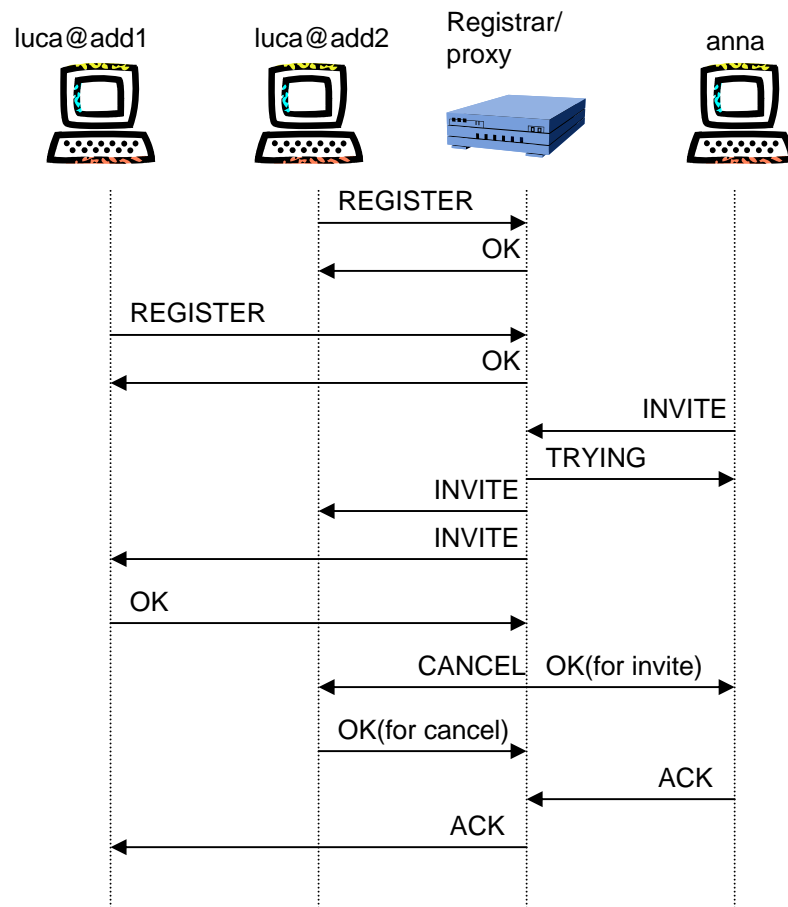 luca@add1
luca@add2
Registrar/
proxy
anna
REGISTER
OK
REGISTER
OK
INVITE
TRYING
INVITE
INVITE
OK
CANCEL
OK(for invite)
OK(for cancel)
ACK
ACK